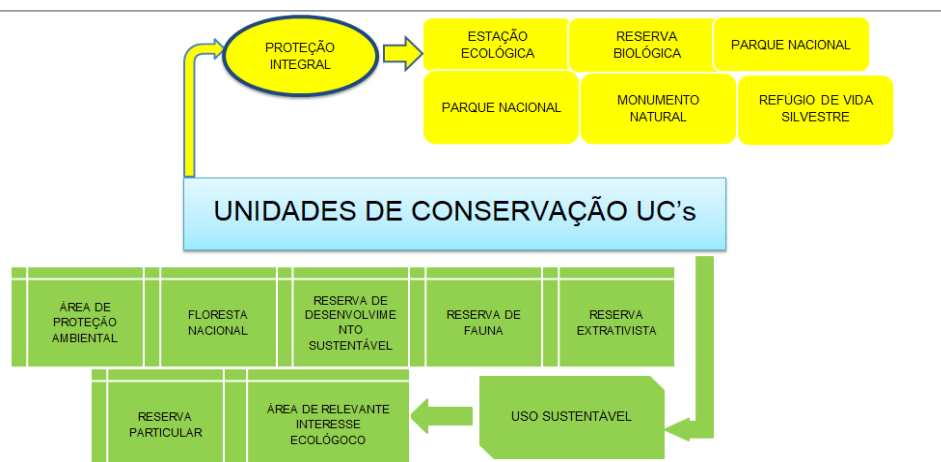 PROTEÇÃO
INTEGRAL
ESTAÇÃO
ECOLÓGICA
RESERVA
BIOLÓGICA
PARQUE NACIONAL
PARQUE NACIONAL
MONUMENTO
NATURAL
REFÚGIO DE VIDA
SILVESTRE
UNIDADES DE CONSERVAÇÃO UC's
ÁREA DE
PROTEÇÃO
AMBIENTAL
FLORESTA
NACIONAL
RESERVA DE
DESENVOLVIME
NTO
SUSTENTÁVEL
RESERVA DE
FAUNA
RESERVA
EXTRATIVISTA
RESERVA
PARTICULAR
ÁREA DE RELEVANTE
INTERESSE
ECOLÓGOCO
USO SUSTENTÀVEL